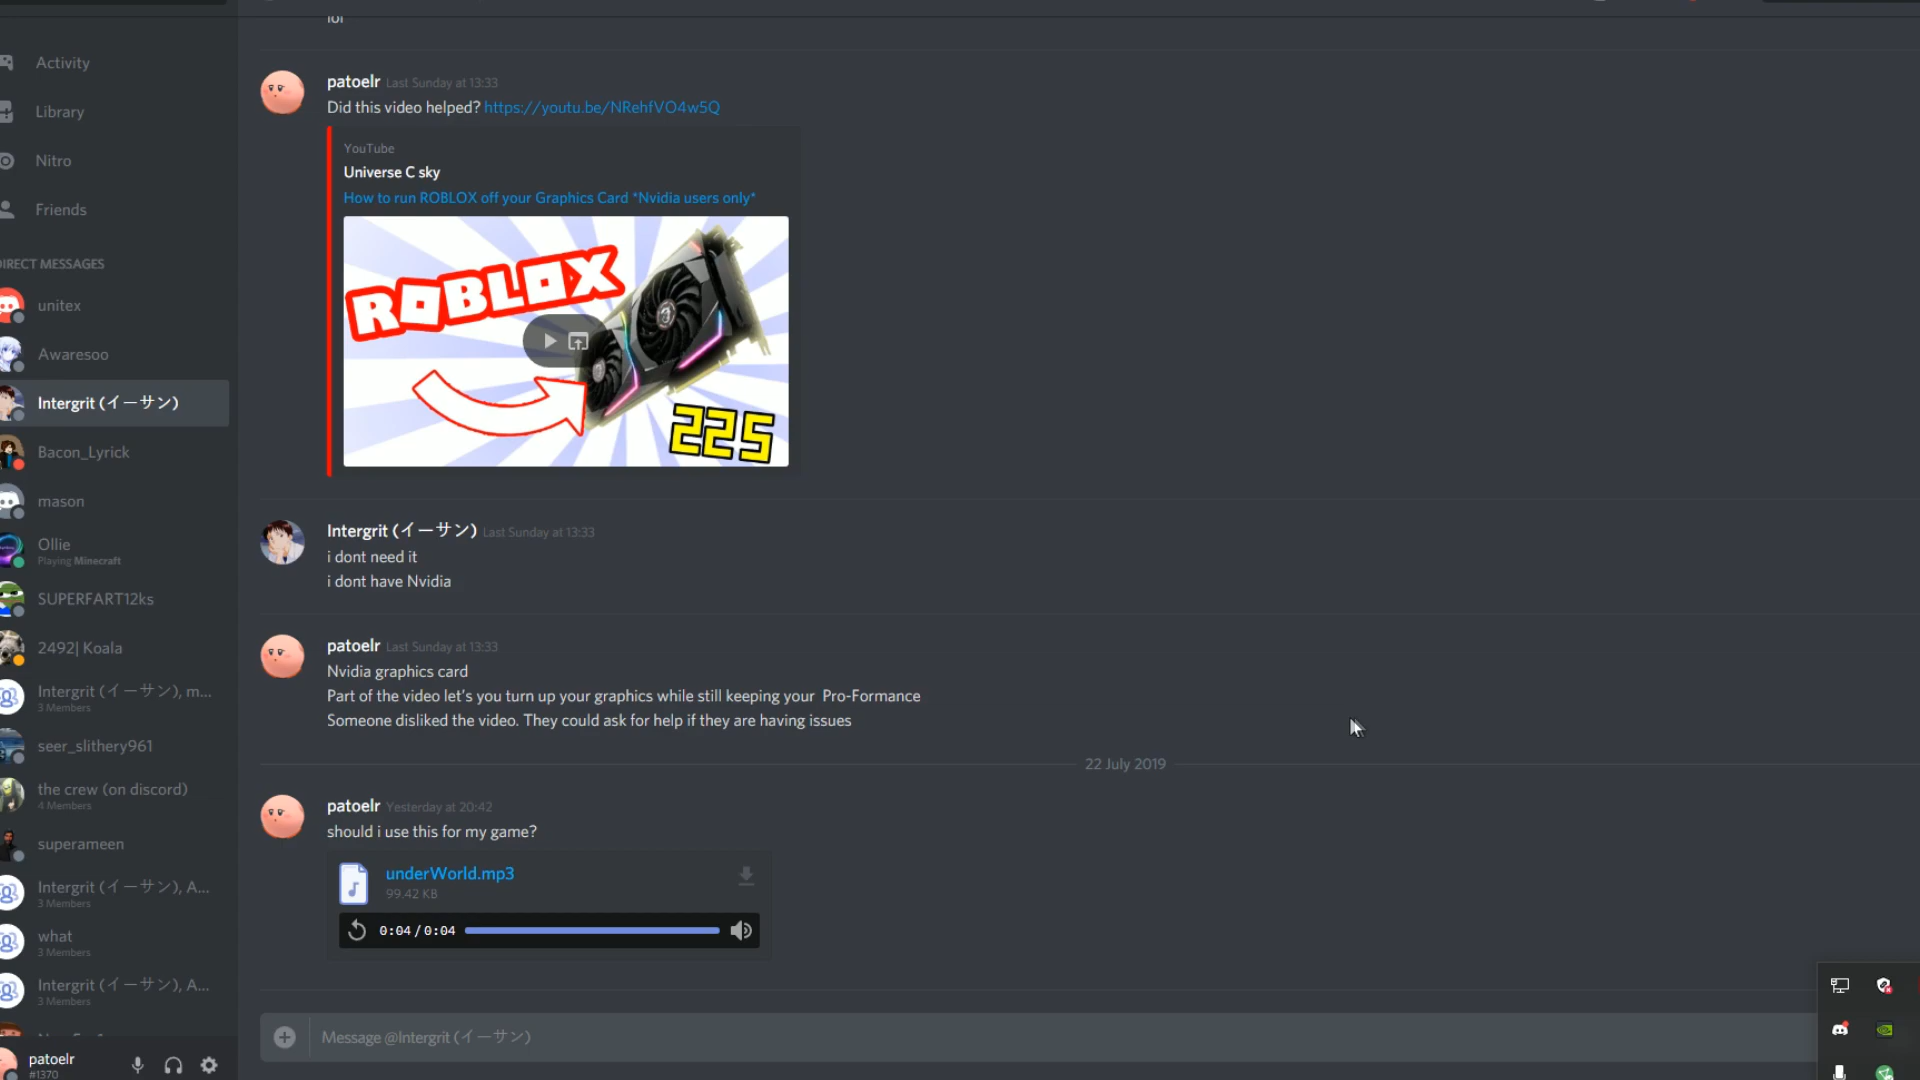 lol
Activity
Library
Nitro
Friends
DIRECT MESSAGES
unitex
Awaresoo
Intergrit (イーサン)
Bacon_Lyrick
mason
Ollie
Playing Minecraft
SUPERFART12ks
2492| Koala
Intergrit (イーサン), m...
3 Members
seer_slithery961
the crew (on discord)
4 Members
superameen
Intergrit (イーサン), A...
3 Members
what
3 Members
Intergrit (イーサン), A...
3 Members
patoelr
#1370
patoelr Last Sunday at 13:33
Did this video helped? https://youtu.be/NRehfVO4w5Q
YouTube
Universe C sky
How to run ROBLOX off your Graphics Card *Nvidia users only*
ROBLOX
225
Intergrit (イーサン) Last Sunday at 13:33
i dont need it
i dont have Nvidia
patoelr Last Sunday at 13:33
Nvidia graphics card
Part of the video let's you turn up your graphics while still keeping your Pro-Formance
Someone disliked the video. They could ask for help if they are having issues
22 July 2019
patoelr Yesterday at 20:42
should i use this for my game?
underWorld.mp3
99.42 KB
0:04/0:04
Message @Intergrit (イーサン)